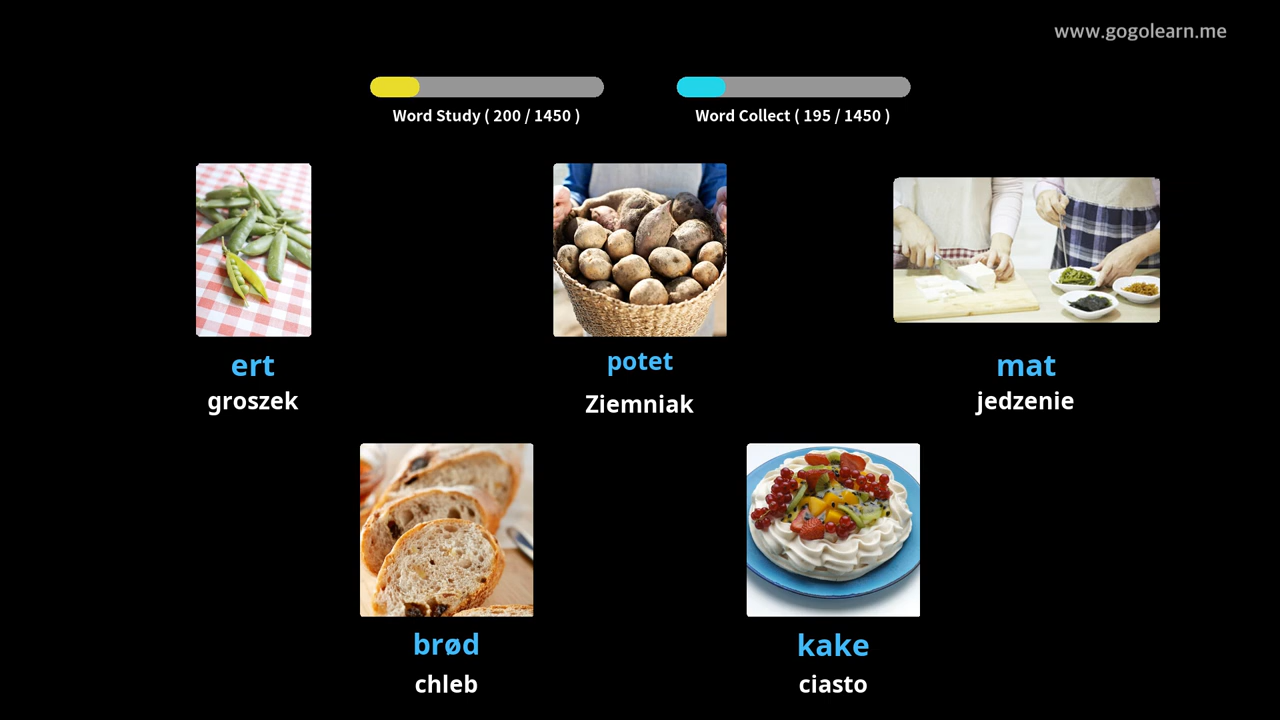 www.gogolearn.me
Word Study ( 200 / 1450 )
Word Collect ( 195 / 1450 )
ert
groszek
potet
Ziemniak
mat
jedzenie
brød
chleb
kake
ciasto